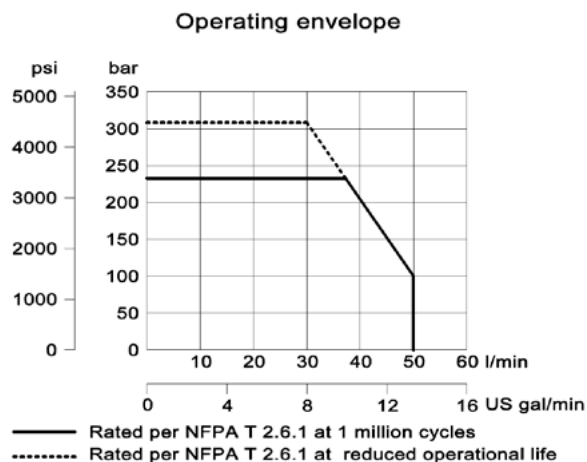 Operating envelope
psi bar
5000 350
4000 300
3000 250
2000 200
1000 150
0 100
50
0
10 20 30 40 50 60 l/min
0 4 8 12 16 US gal/min
Rated per NFPA T 2.6.1 at 1 million cycles
Rated per NFPA T 2.6.1 at reduced operational life